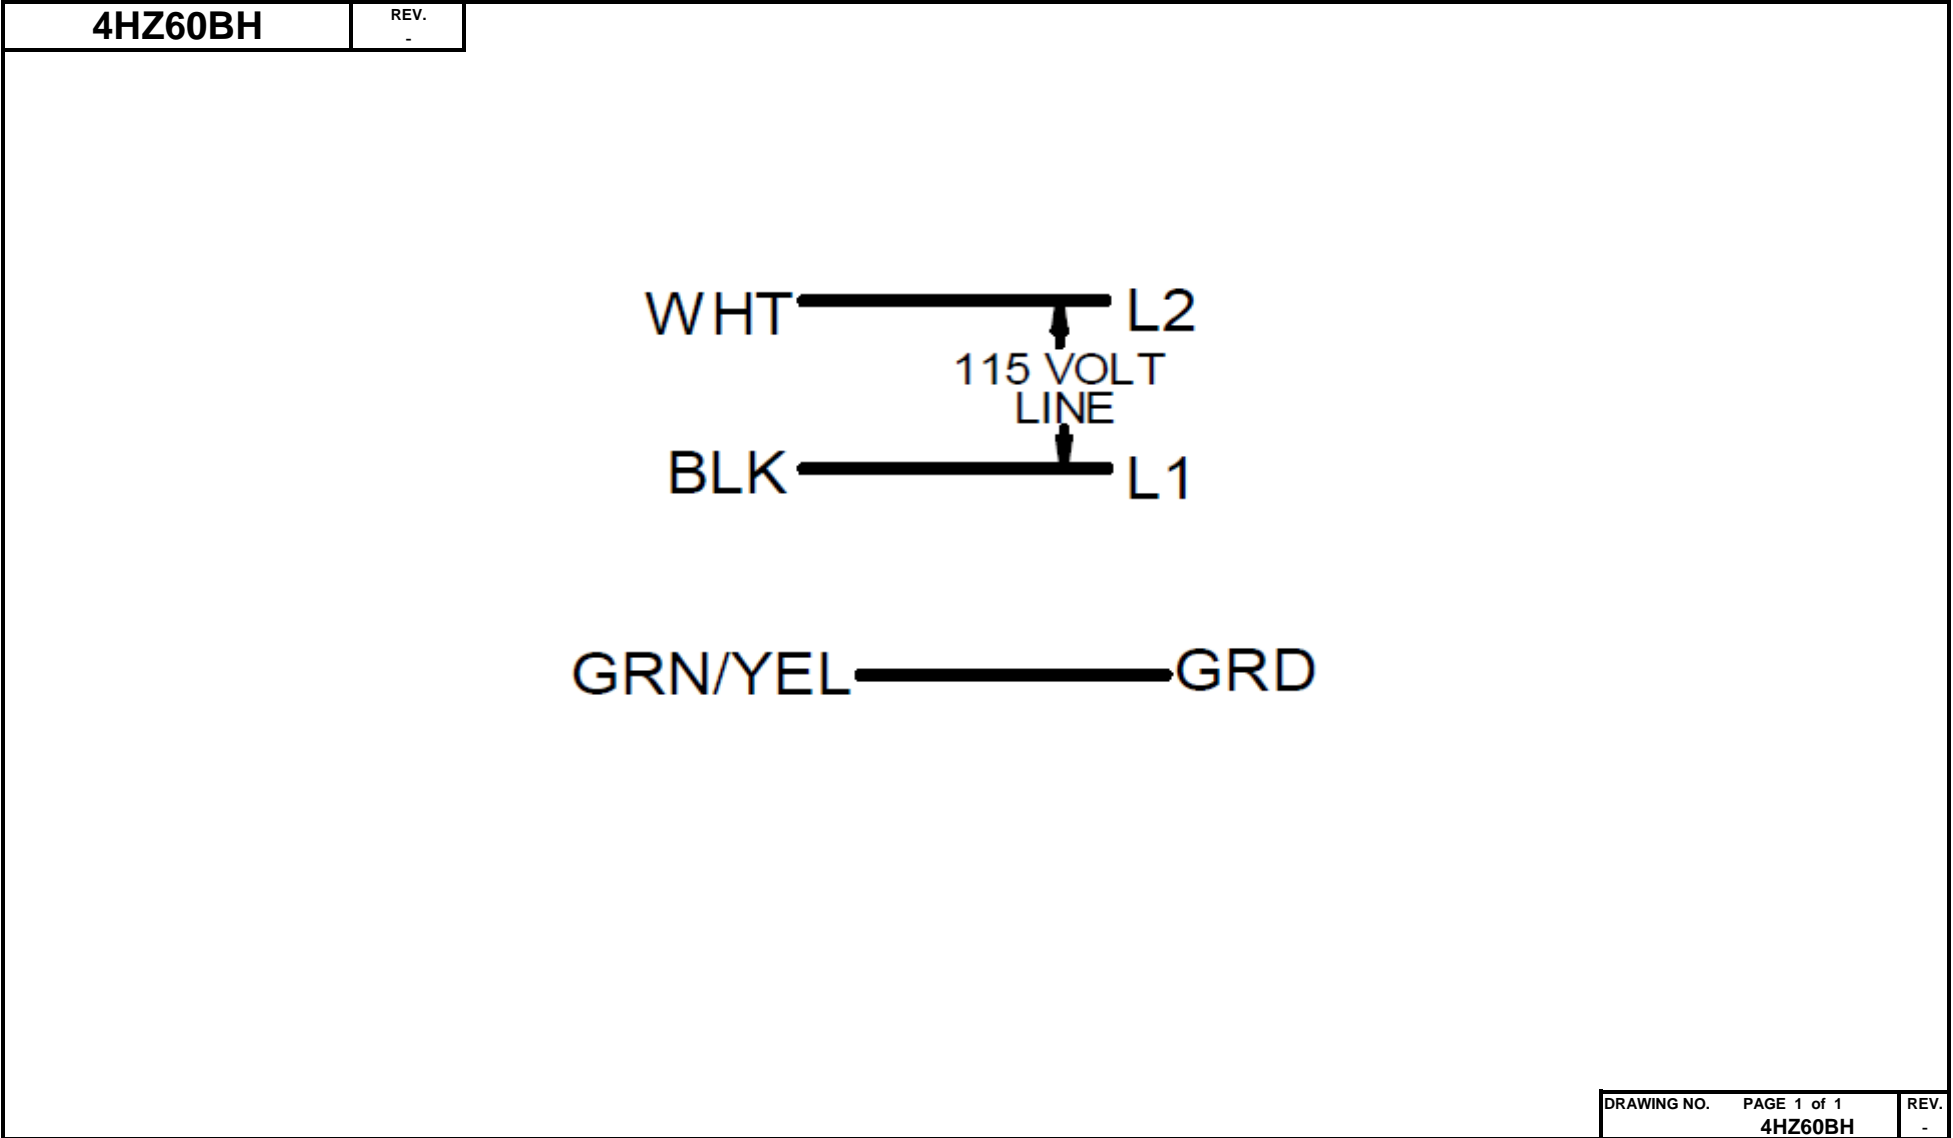 4HZ60BH
REV.
-
WHT L2
115 VOLT
LINE
BLK L1
GRN/YEL GRD
DRAWING NO. PAGE 1 of 1 REV.
4HZ60BH -